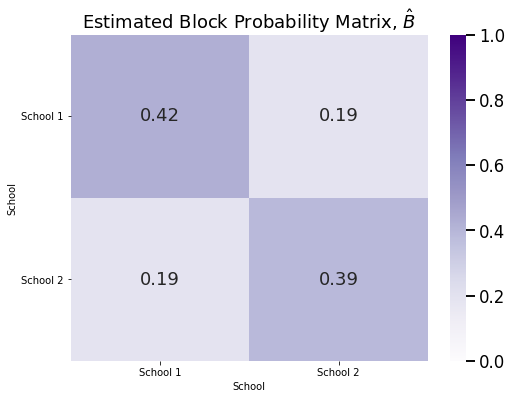 Estimated Block Probability Matrix, $\hat{B}$
School 1
School 2
School
0.42
0.19
0.19
0.39
School 1
School 2
School
1.0
0.8
0.6
0.4
0.2
0.0